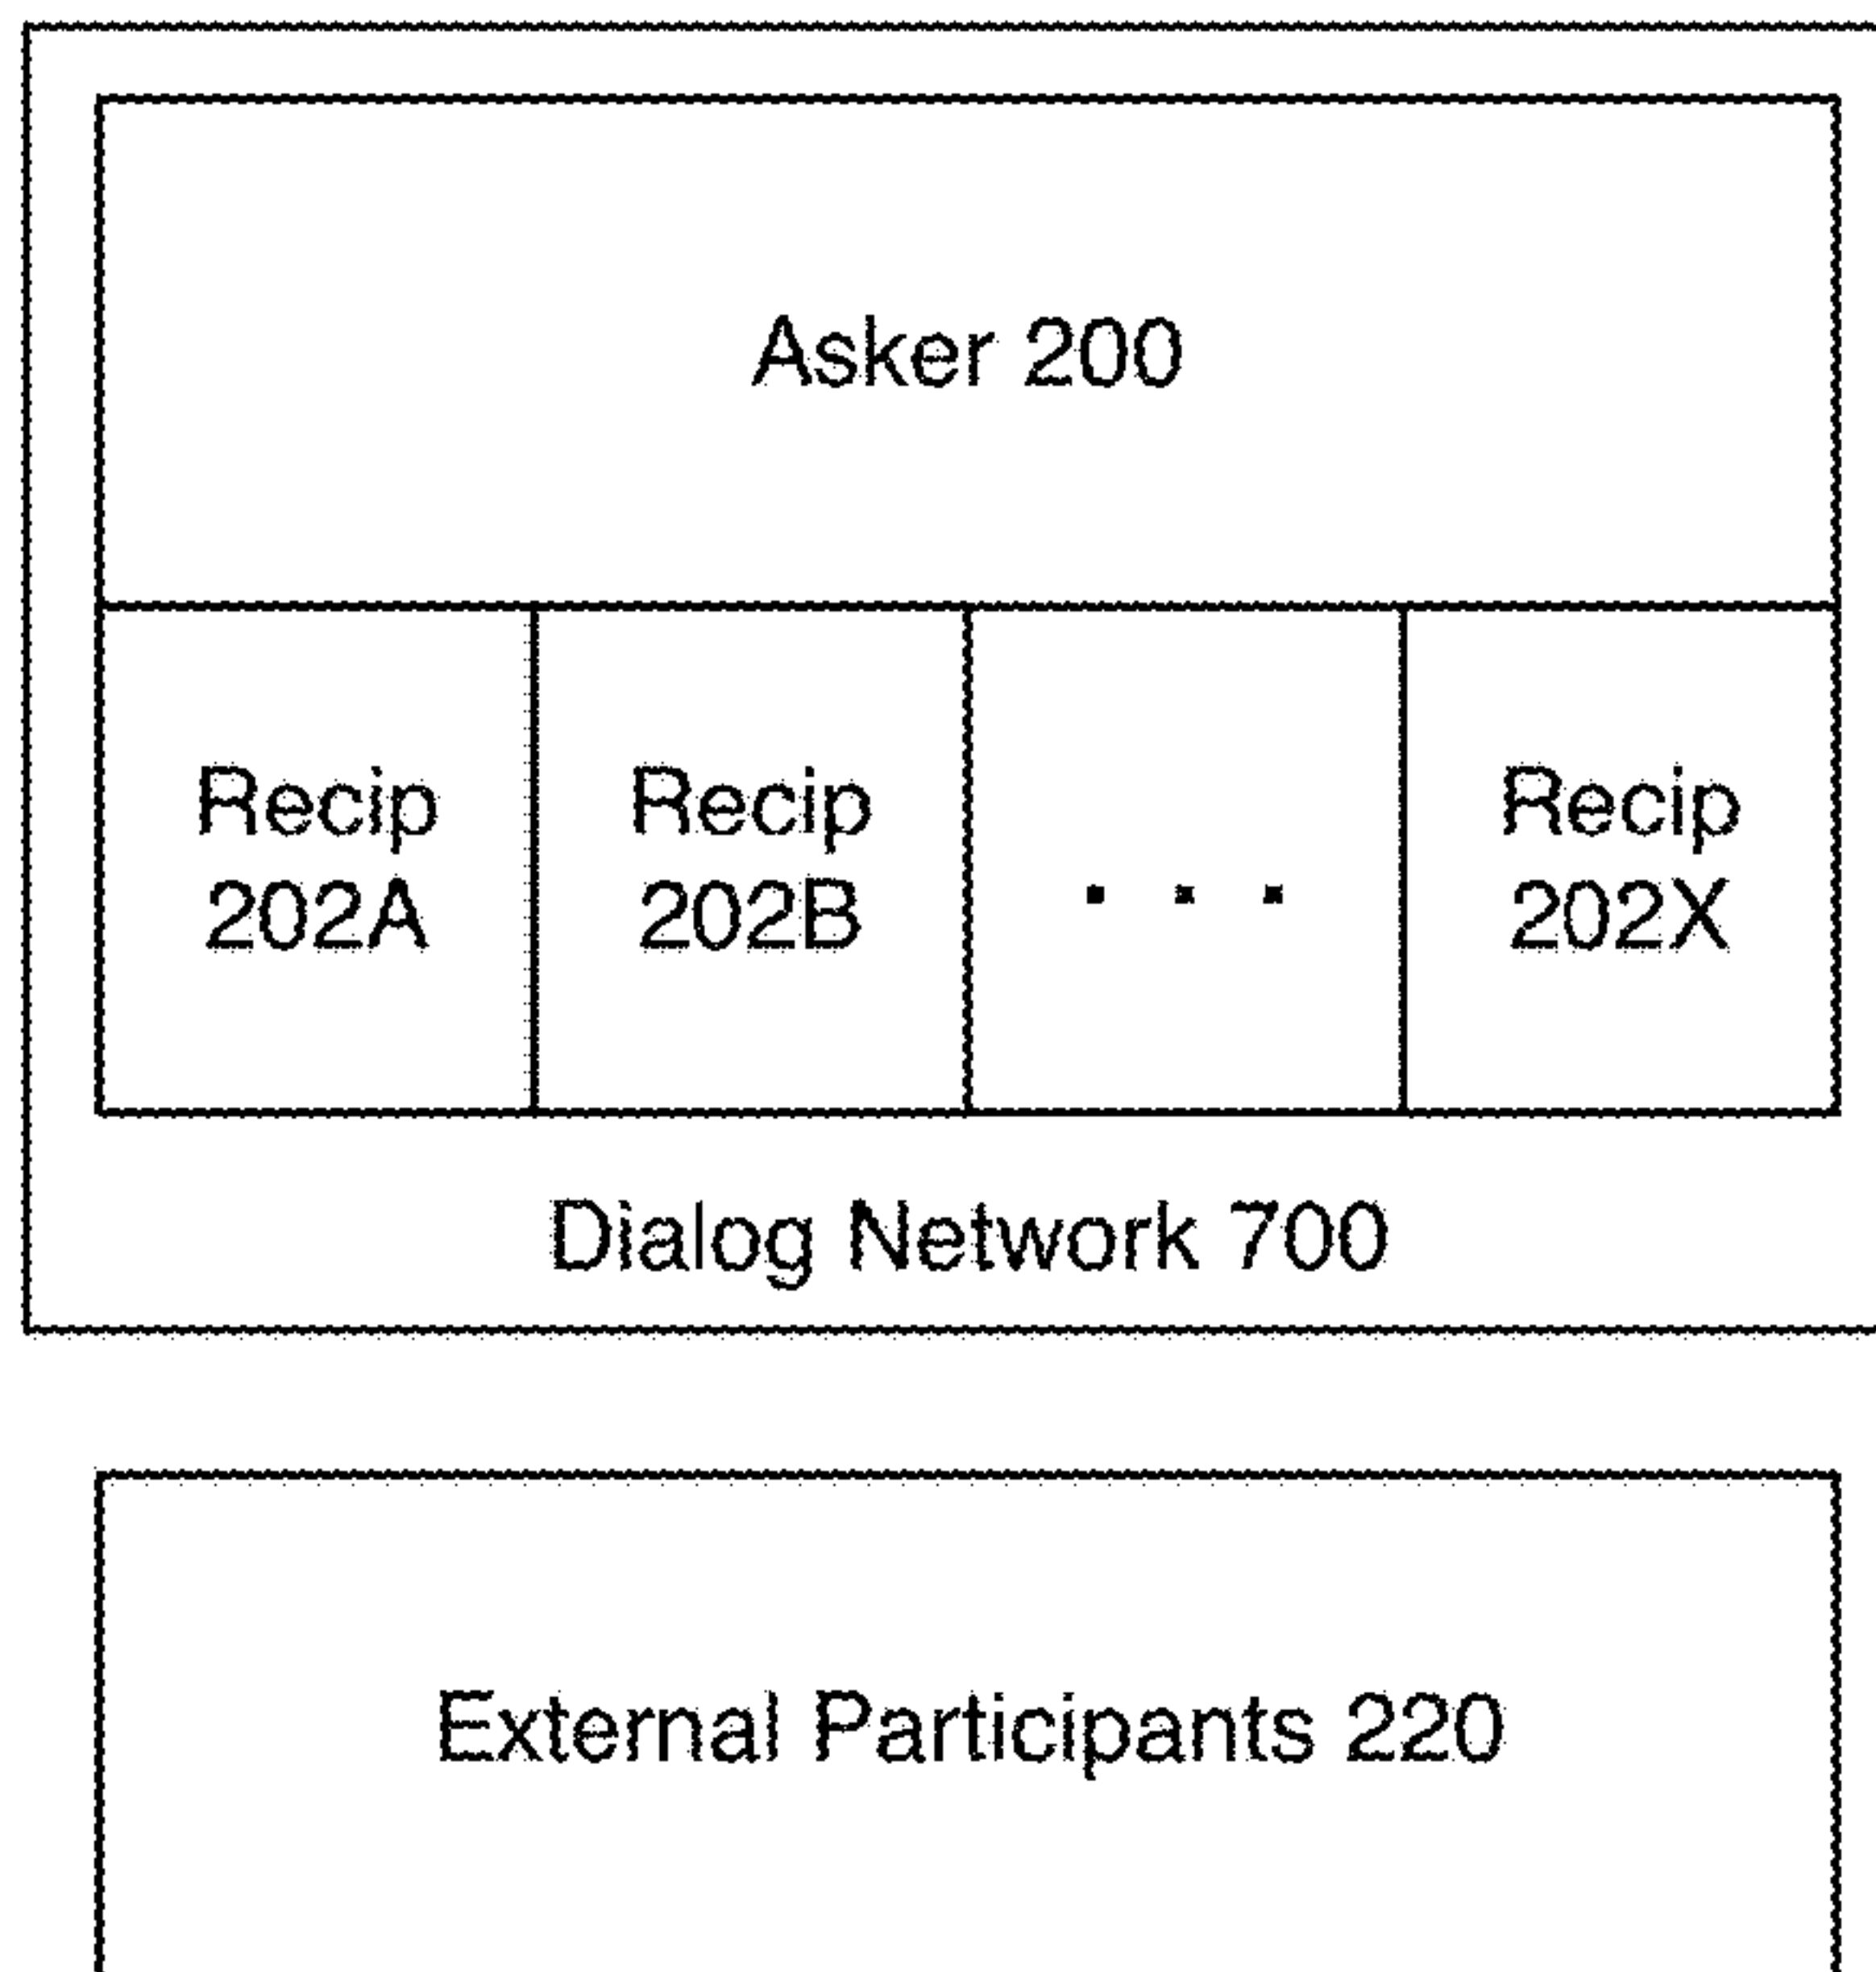 Asker 200
Recip
202A
Recip
202B
. . .
Recip
202X
Dialog Network 700
External Participants 220